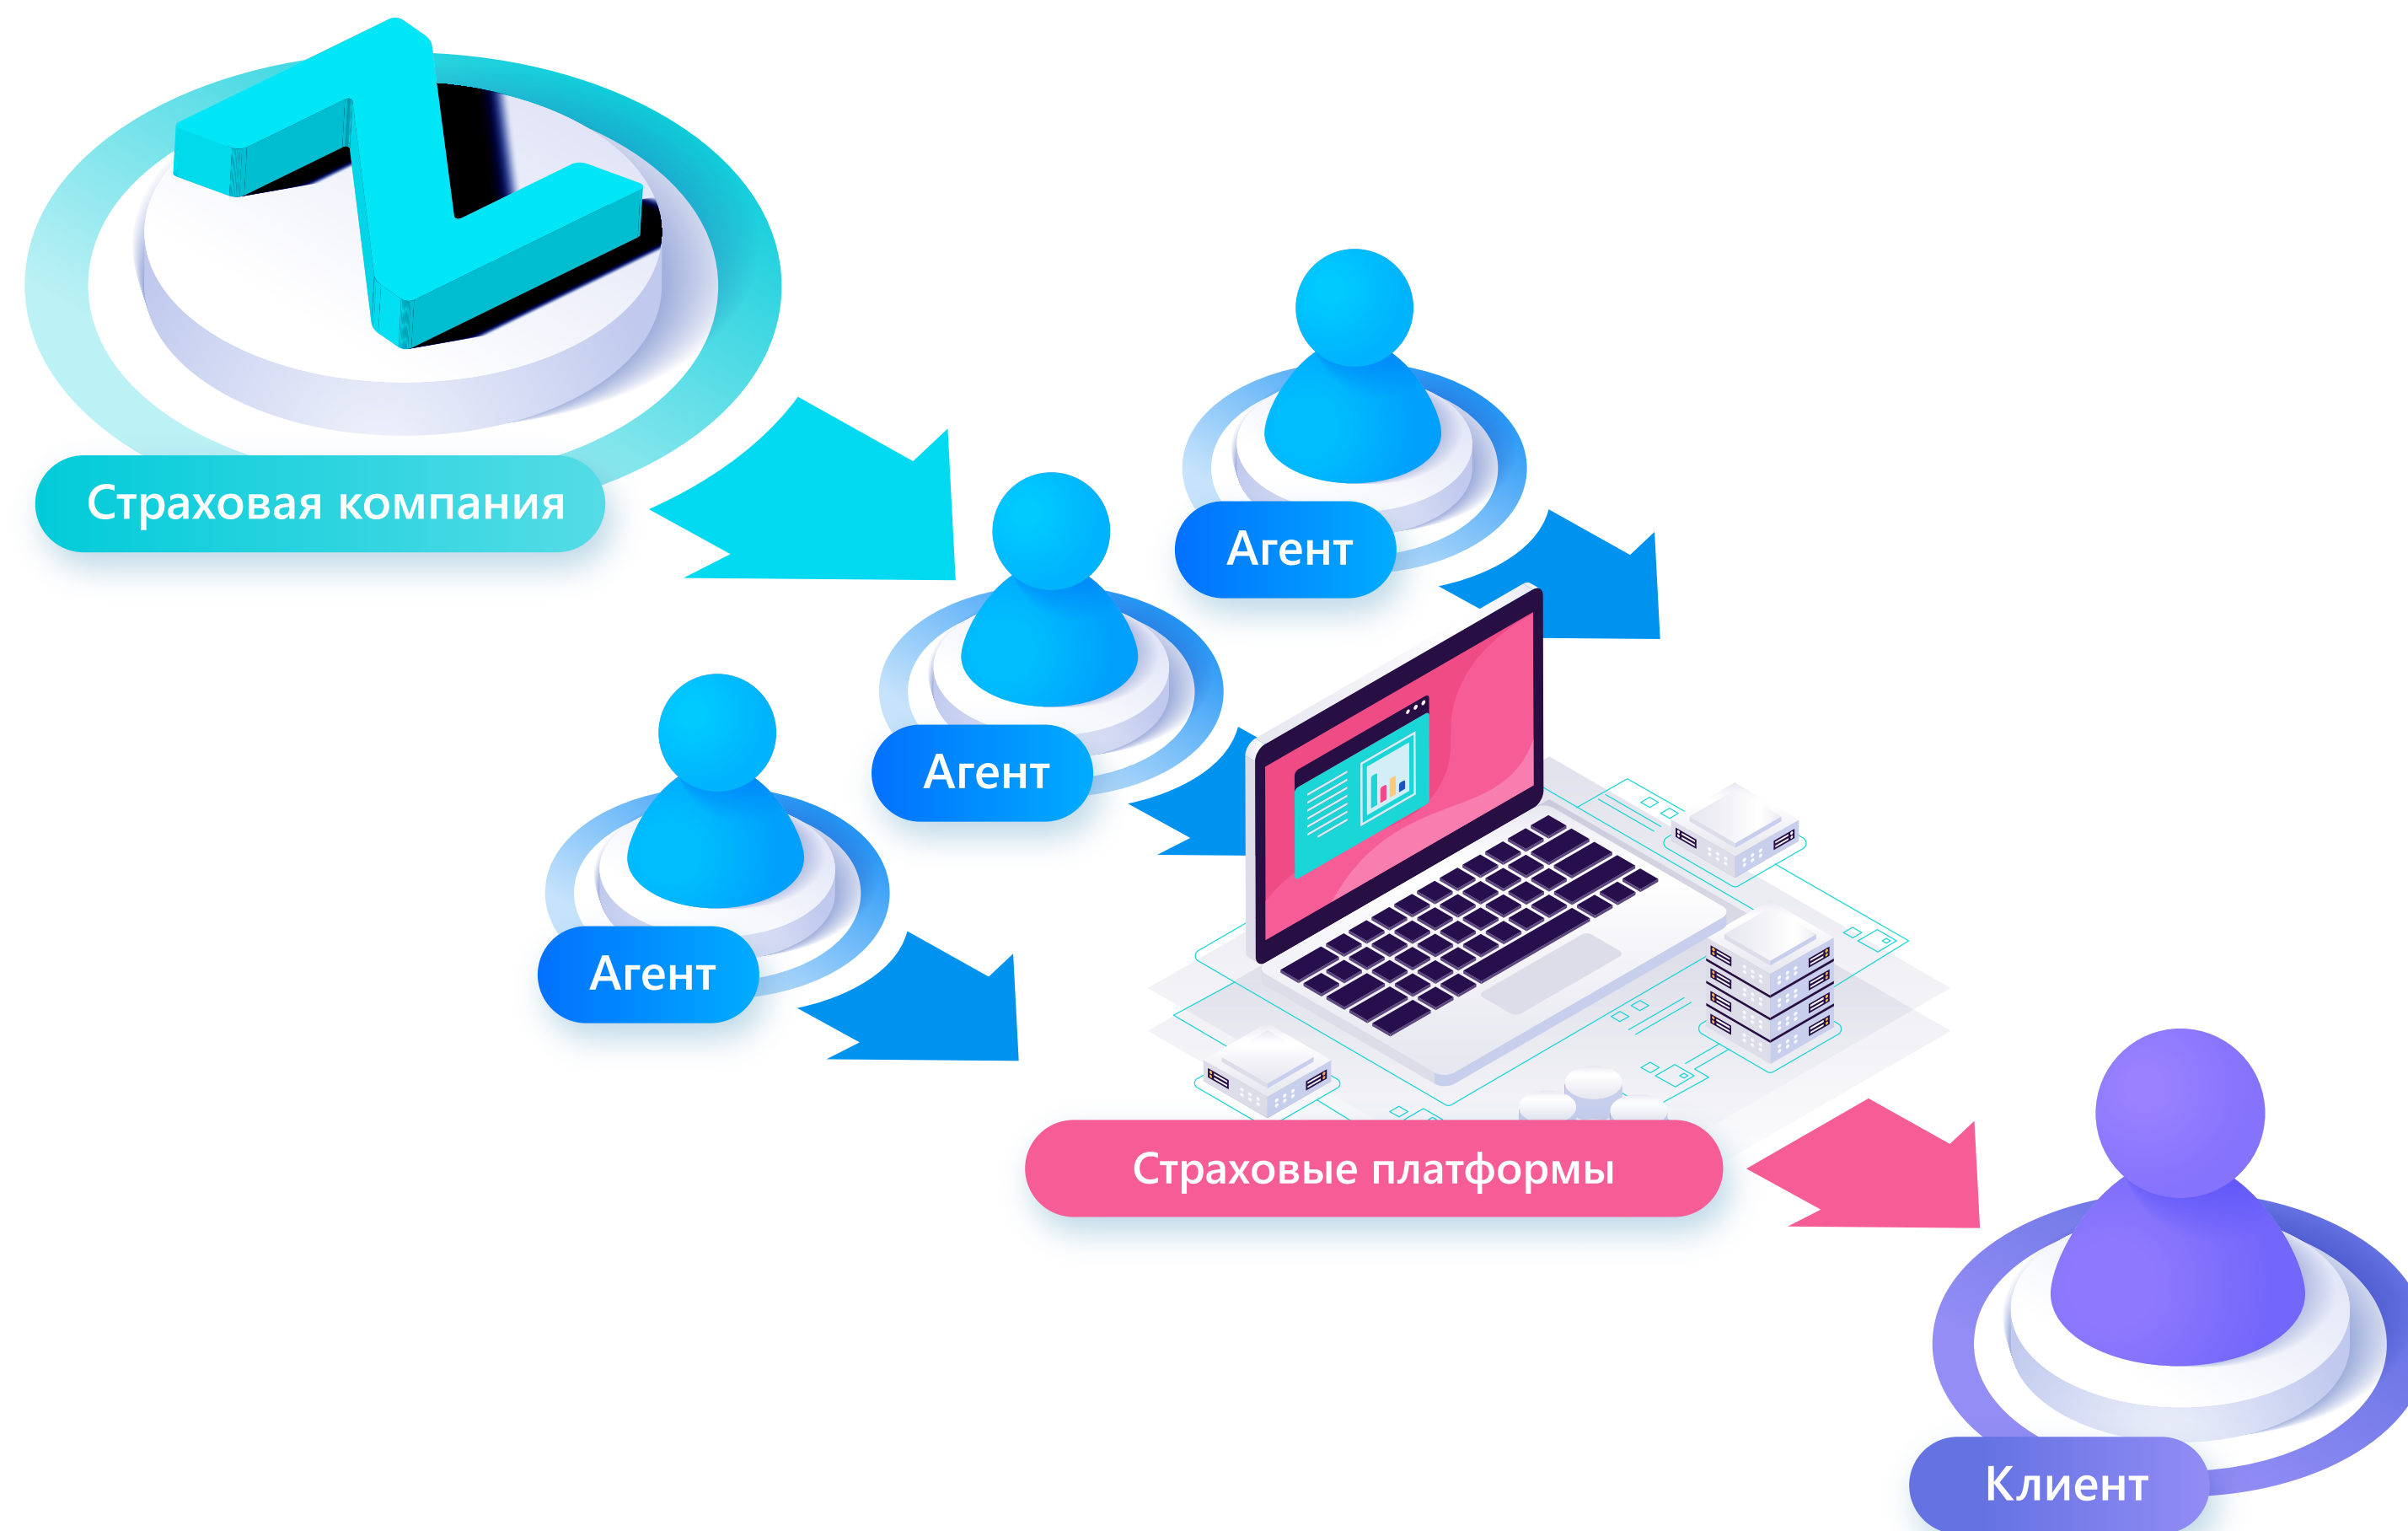 Страховая компания
Агент
Агент
Агент
Страховые платформы
Клиент